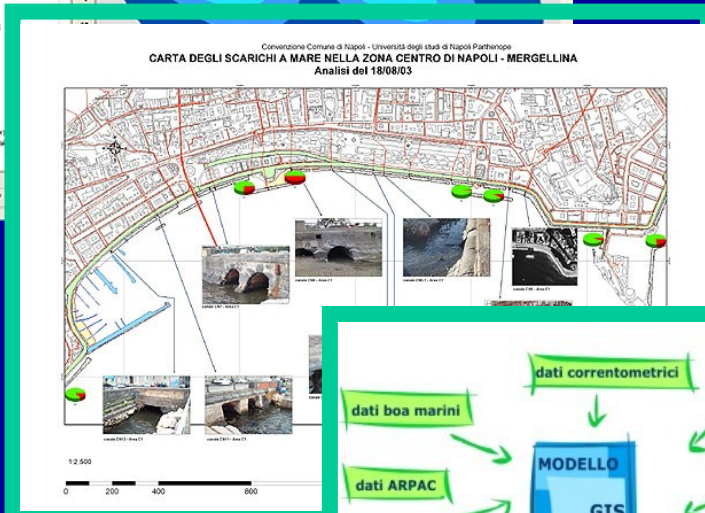 Convenzione Comune di Napoli - Università degli studi di Napoli Parthenope
CARTA DEGLI SCARICHI A MARE NELLA ZONA CENTRO DI NAPOLI - MERGELLINA
Analisi del 18/08/03
1:2.500
0 200 400 800
dati correntometrici
dati boa marini
MODELLO
dati ARPAC
GIS